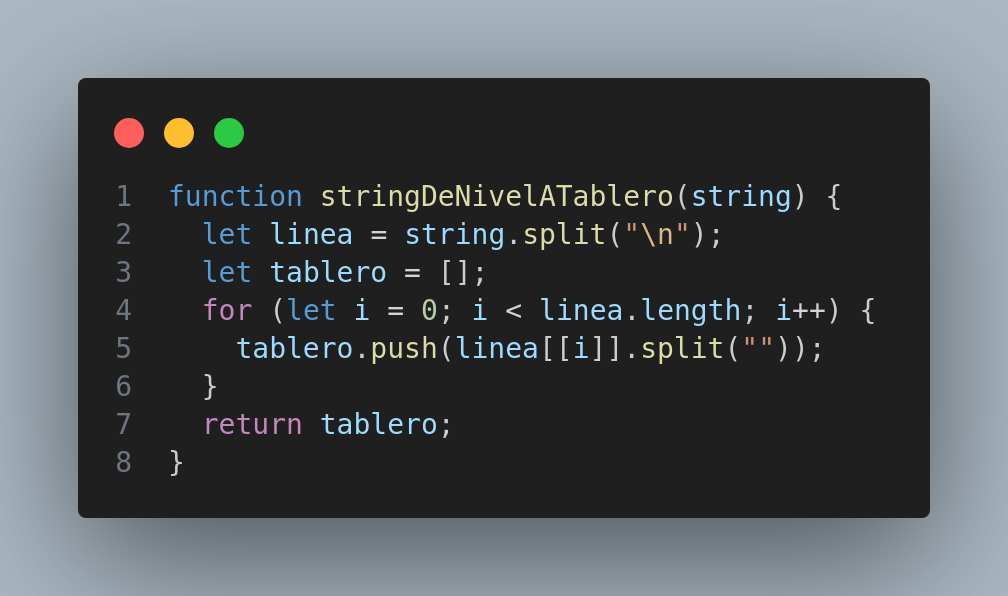 1 function stringDeNivelATablero(string) {
2   let linea = string.split("\n");
3   let tablero = [];
4   for (let i = 0; i < linea.length; i++) {
5     tablero.push(linea[[i]].split(""));
6   }
7   return tablero;
8 }